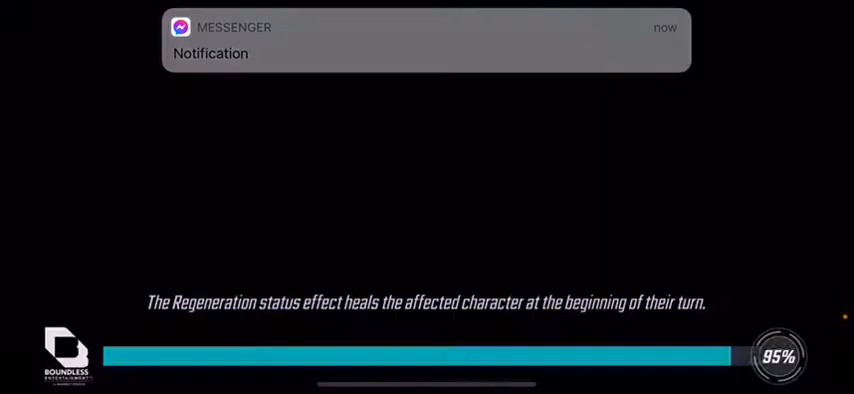 MESSENGER
now
Notification
The Regeneration status effect heals the affected character at the beginning of their turn.
95%
BOUNDLESS
ENTERTAINMENT